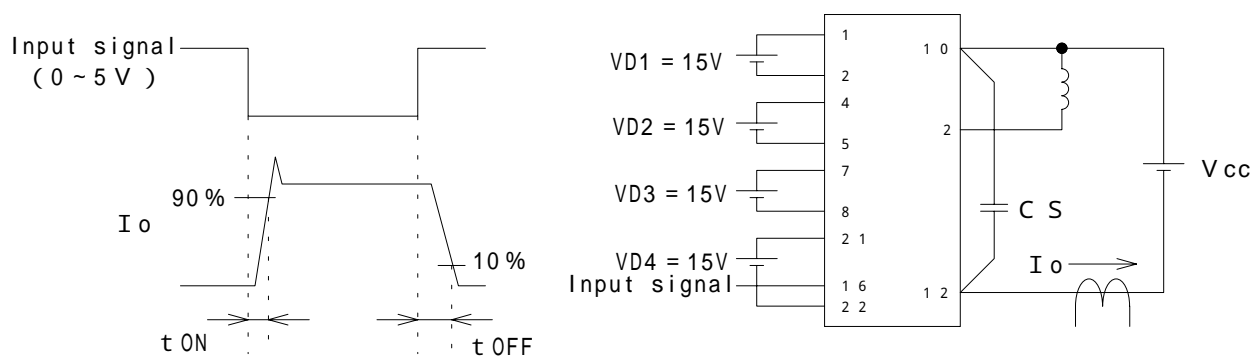 Input signal
(0~5V)
90%
Io
10%
tON
tOFF
VD1=15V
VD2=15V
VD3=15V
VD4=15V
Input signal
1
2
4
5
7
8
21
16
22
10
2
12
CS
Io
Vcc